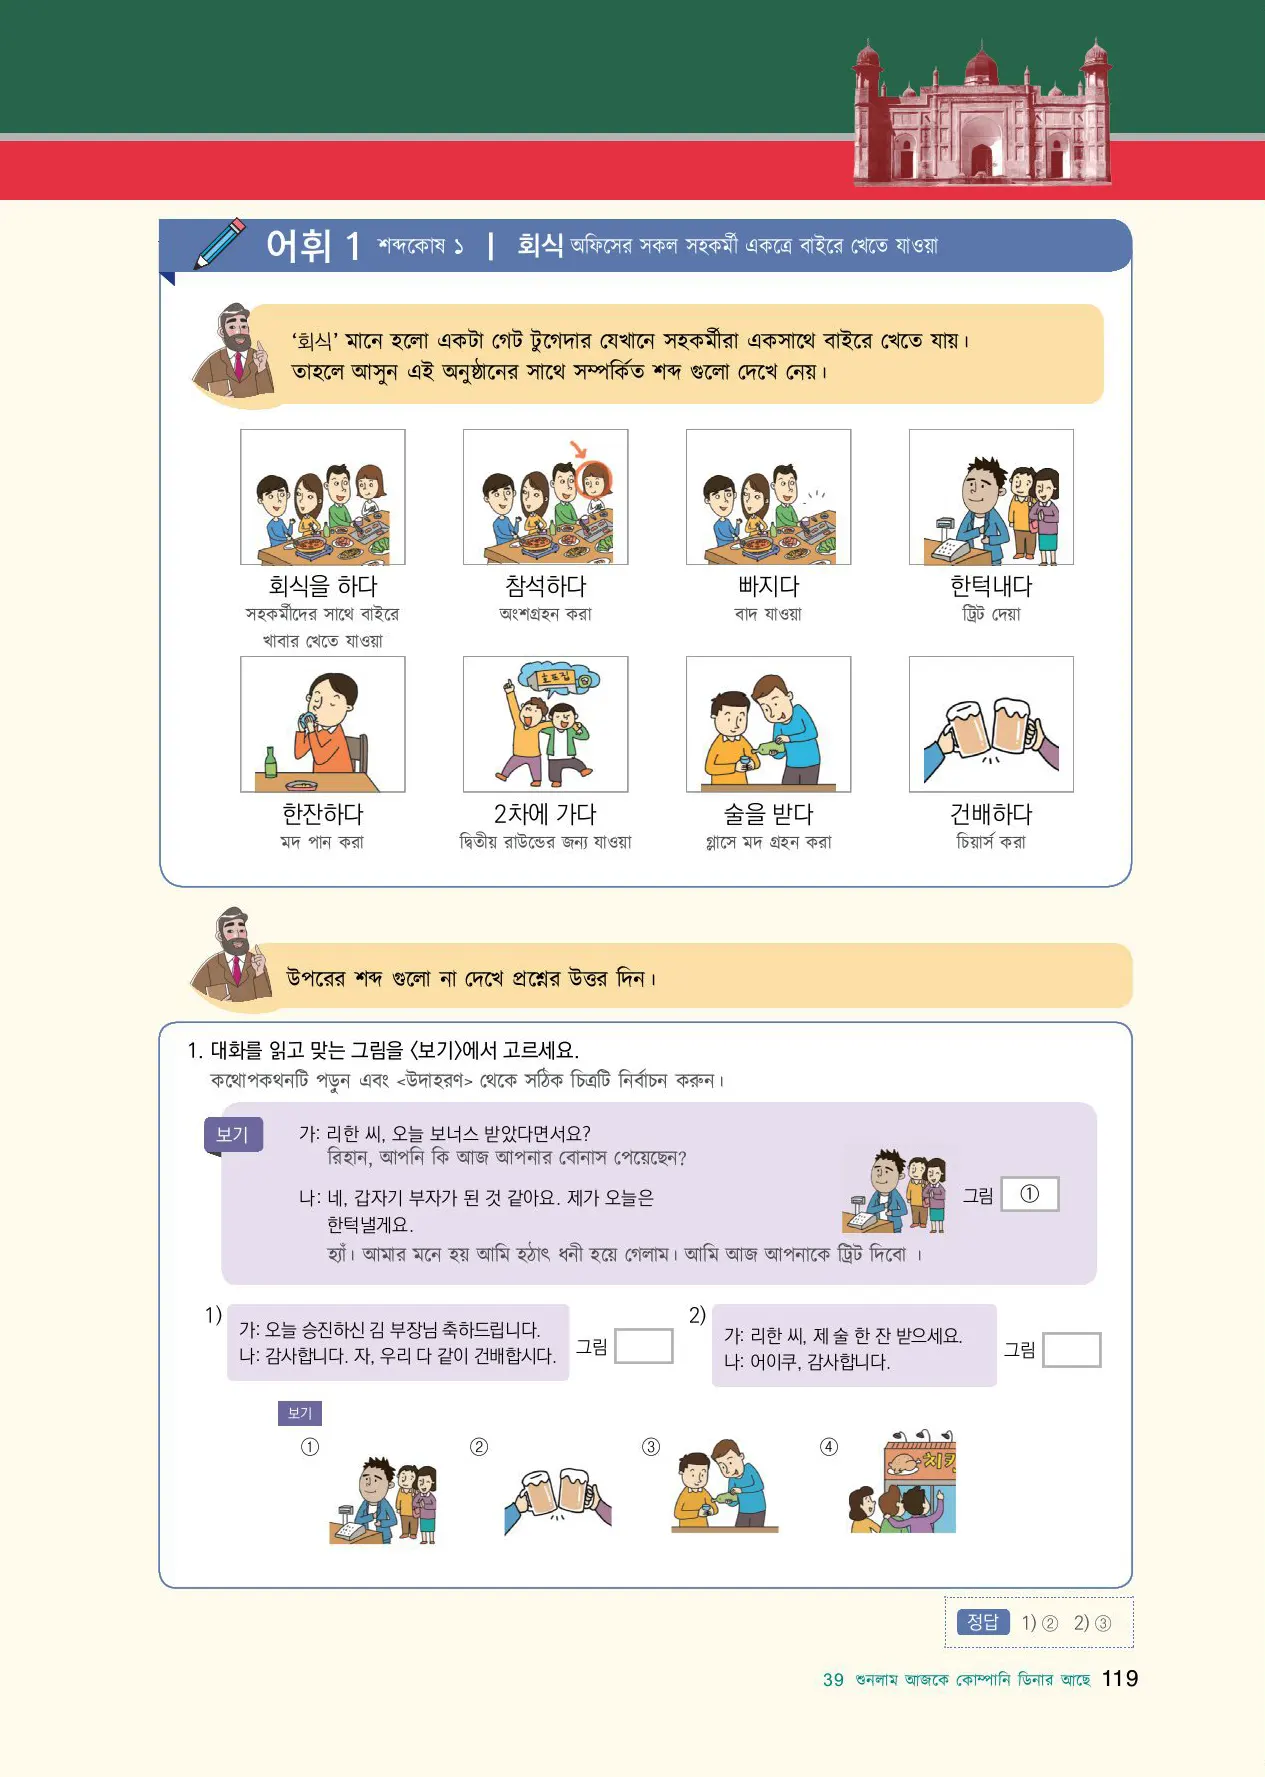 어휘 1 শব্দকোষ ১ | 회식 অফিসের সকল সহকর্মী একত্রে বাইরে খেতে যাওয়া
‘회식’ মানে হলো একটা গেট টুগেদার যেখানে সহকর্মীরা একসাথে বাইরে খেতে যায়।
তাহলে আসুন এই অনুষ্ঠানের সাথে সম্পর্কিত শব্দ গুলো দেখে নেয়।
회식을 하다
সহকর্মীদের সাথে বাইরে
খাবার খেতে যাওয়া
참석하다
অংশগ্রহন করা
빠지다
বাদ যাওয়া
한턱내다
ট্রিট দেয়া
호프집
한잔하다
মদ পান করা
2차에 가다
দ্বিতীয় রাউন্ডের জন্য যাওয়া
술을 받다
গ্লাসে মদ গ্রহন করা
건배하다
চিয়ার্স করা
উপরের শব্দ গুলো না দেখে প্রশ্নের উত্তর দিন।
1. 대화를 읽고 맞는 그림을 〈보기〉에서 고르세요.
কথোপকথনটি পড়ুন এবং <উদাহরণ> থেকে সঠিক চিত্রটি নির্বাচন করুন।
보기
가: 리한 씨, 오늘 보너스 받았다면서요?
রিহান, আপনি কি আজ আপনার বোনাস পেয়েছেন?
나: 네, 갑자기 부자가 된 것 같아요. 제가 오늘은
한턱낼게요.
হ্যাঁ। আমার মনে হয় আমি হঠাৎ ধনী হয়ে গেলাম। আমি আজ আপনাকে ট্রিট দিবো ।
그림 ①
1)
가: 오늘 승진하신 김 부장님 축하드립니다.
나: 감사합니다. 자, 우리 다 같이 건배합시다.
그림
2)
가: 리한 씨, 제 술 한 잔 받으세요.
나: 어이쿠, 감사합니다.
그림
보기
① ② ③ ④
치킨
정답 1) ② 2) ③
39 শুনলাম আজকে কোম্পানি ডিনার আছে 119